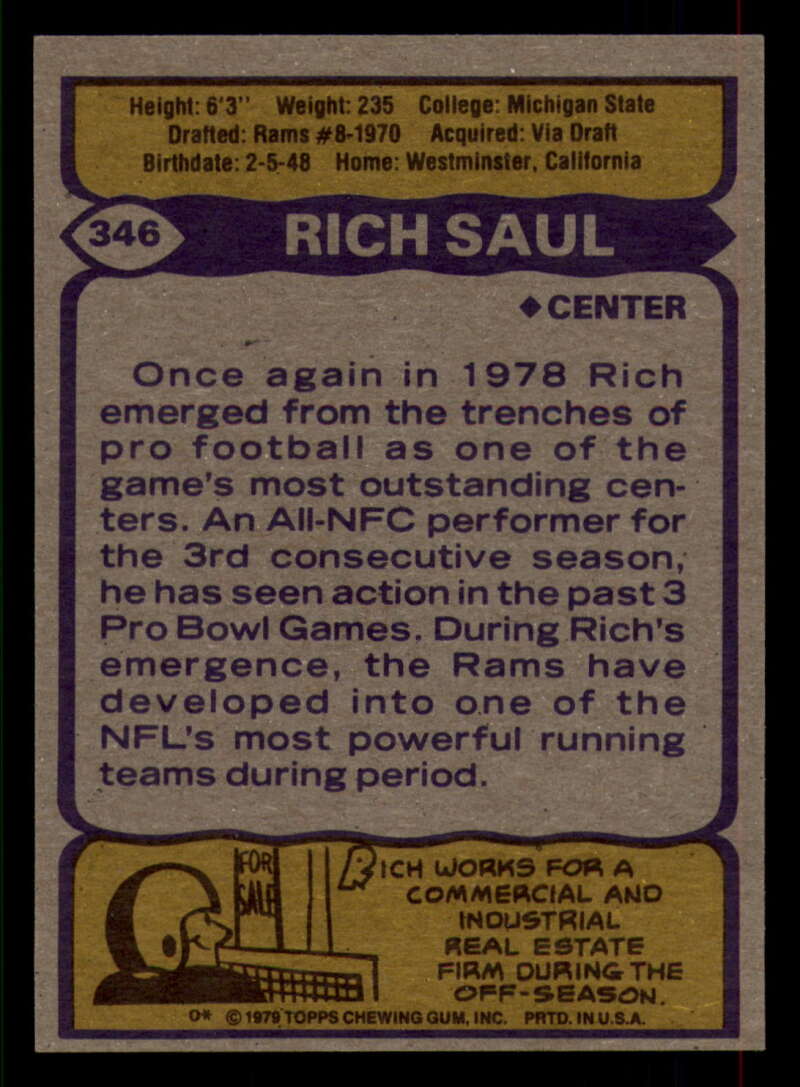 Height: 6'3'' Weight: 235 College: Michigan State
Drafted: Rams #8-1970 Acquired: Via Draft
Birthdate: 2-5-48 Home: Westminster, California
346 RICH SAUL
◆CENTER
Once again in 1978 Rich
emerged from the trenches of
pro football as one of the
game's most outstanding cen-
ters. An All-NFC performer for
the 3rd consecutive season,
he has seen action in the past 3
Pro Bowl Games. During Rich's
emergence, the Rams have
developed into one of the
NFL's most powerful running
teams during period.
FOR
SALE
RICH WORKS FOR A
COMMERCIAL AND
INDUSTRIAL
REAL ESTATE
FIRM DURING THE
OFF-SEASON.
O* © 1979 TOPPS CHEWING GUM, INC. PRTD. IN U.S.A.